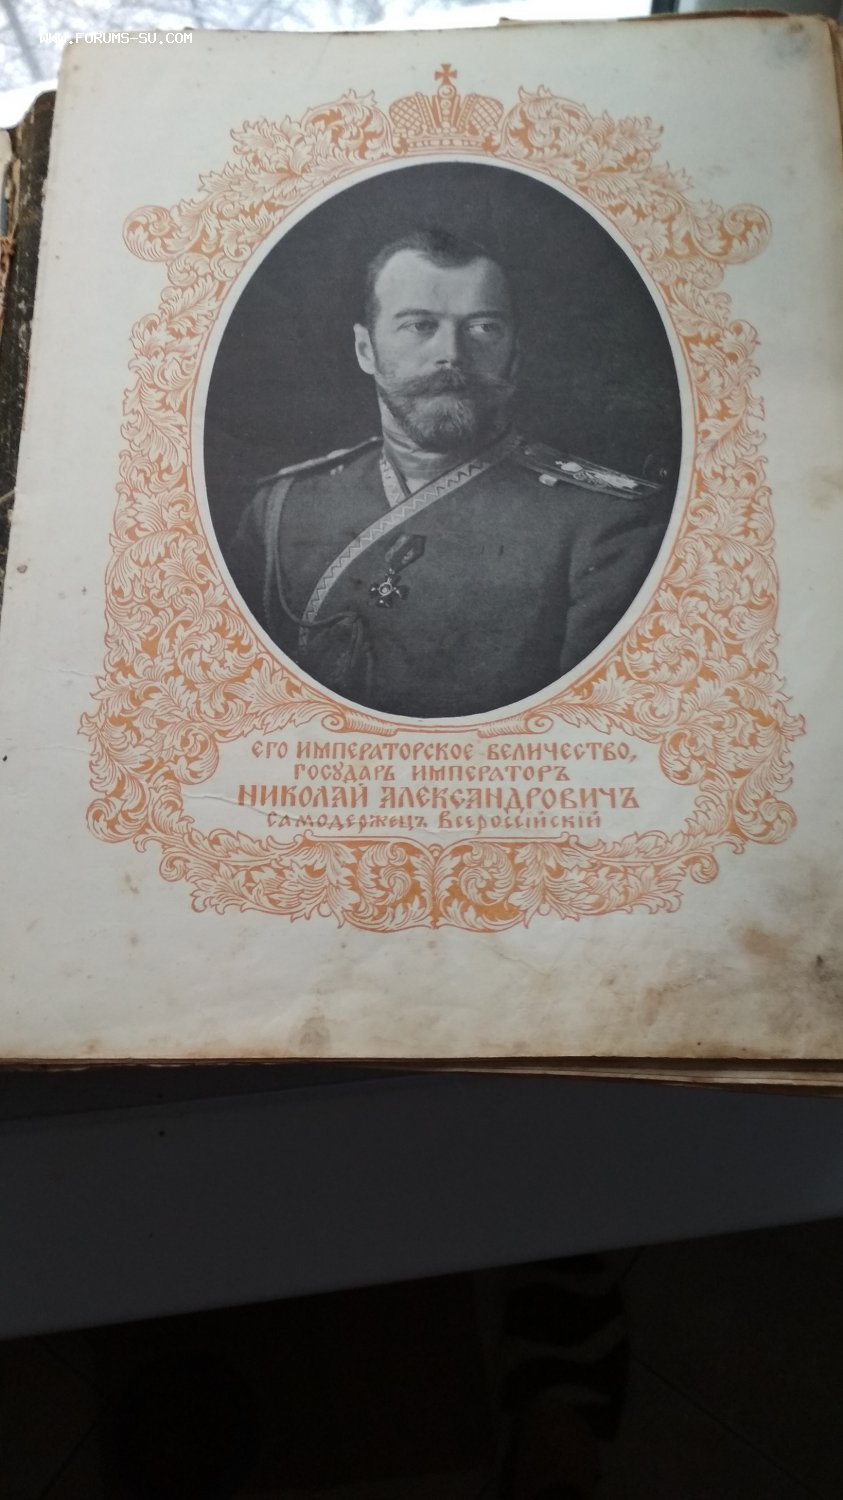 WWW.FORUMS-SU.COM
ЕГО ИМПЕРАТОРСКОЕ ВЕЛИЧЕСТВО,
ГОСУДАРЬ ИМПЕРАТОРЪ
НИКОЛАЙ АЛЕКСАНДРОВИЧЪ
САМОДЕРЖЕЦЪ ВСЕРОССІЙСКІЙ